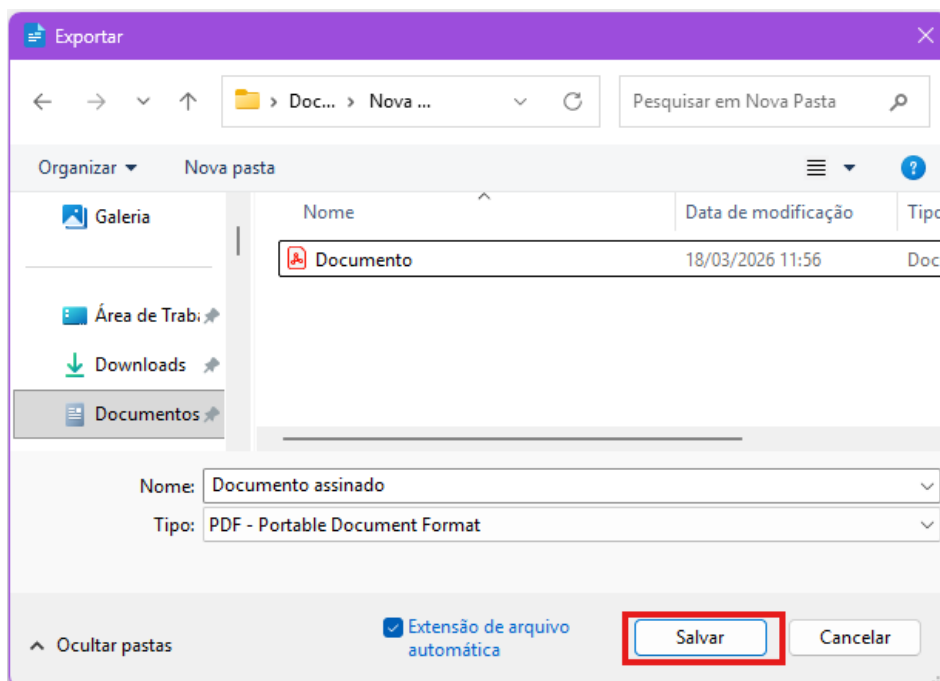 Exportar
Doc... > Nova ...
Pesquisar em Nova Pasta
Organizar
Nova pasta
Galeria
Nome
Data de modificação
Tipo
Documento
18/03/2026 11:56
Doc
Área de Traba
Downloads
Documentos
Nome: Documento assinado
Tipo: PDF - Portable Document Format
Ocultar pastas
Extensão de arquivo
automática
Salvar
Cancelar